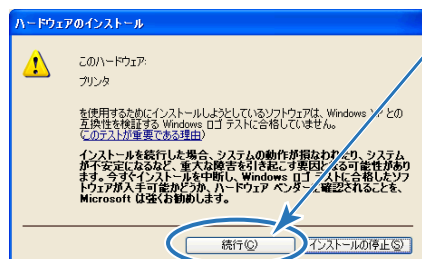 ハードウェアのインストール
このハードウェア:
プリンタ
を使用するためにインストールしようとしているソフトウェアは、Windows XP との
互換性を検証する Windows ロゴ テストに合格していません。
(このテストが重要である理由)
インストールを続行した場合、システムの動作が損なわれたり、システム
が不安定になるなど、重大な障害を引き起こす要因となる可能性があり
ます。今すぐインストールを中断し、Windows ロゴ テストに合格したソフ
トウェアが入手可能かどうか、ハードウェア ベンダーに確認されることを、
Microsoft は強くお勧めします。
続行(C)
インストールの停止(S)